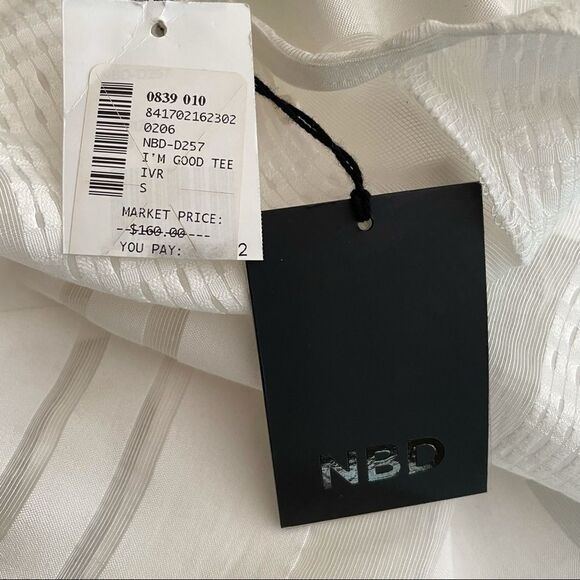 0839 010
841702162302
0206
NBD-D257
I'M GOOD TEE
IVR
S
MARKET PRICE:
--$160.00---
YOU PAY:
2
NBD